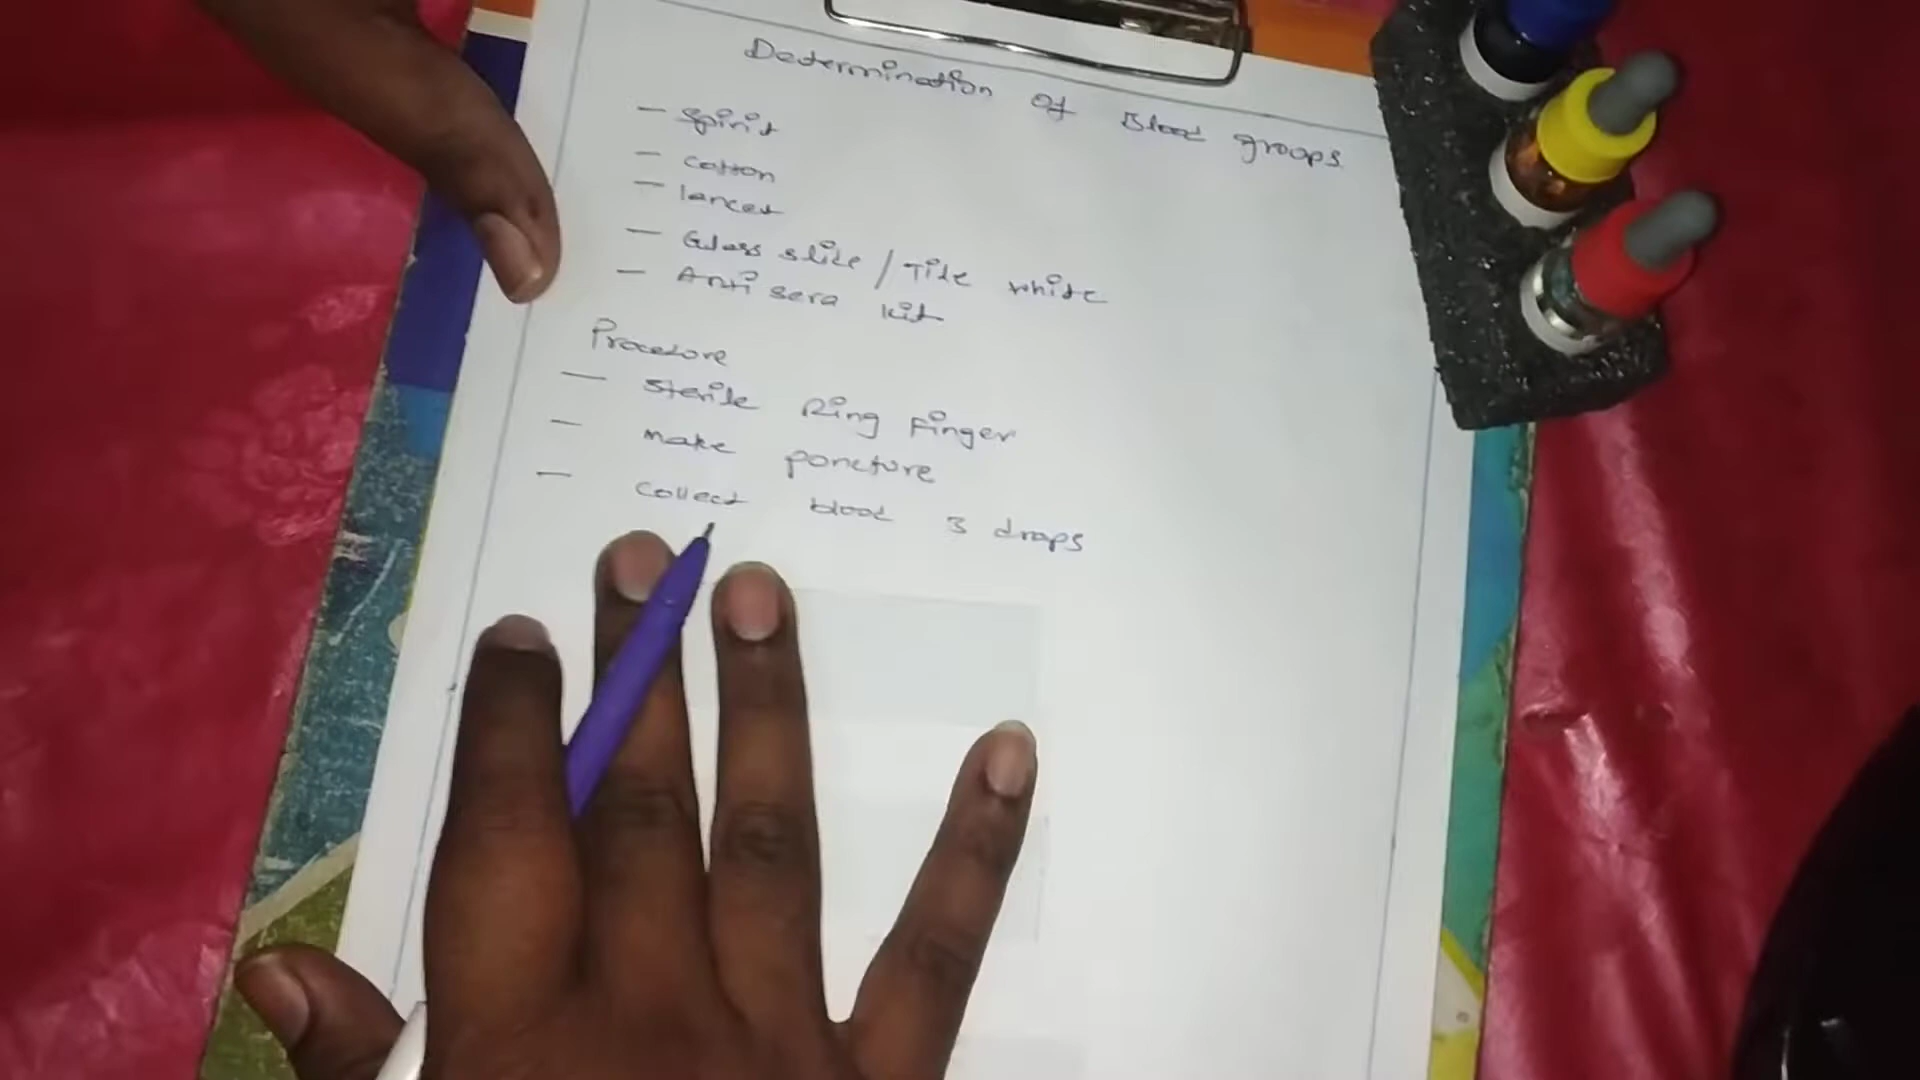 Determination of Blood groups
- Spirit
- Cotton
- lancet
- Glass slide / Tile white
- Anti sera kit
Procedure
- Sterile Ring Finger
- make poncture
- Collect blood 3 drops